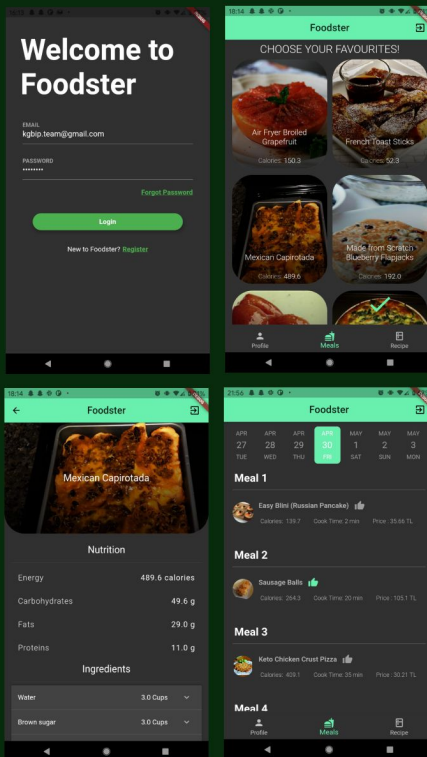 Welcome to
Foodster
EMAIL
kgbip.team@gmail.com
PASSWORD
••••••••
Forgot Password
Login
New to Foodster? Register
18:14
Foodster
CHOOSE YOUR FAVOURITES!
Air Fryer Broiled
Grapefruit
Calories: 150.3
French Toast Sticks
Calories: 52.3
Mexican Capirotada
Calories: 489.6
Made from Scratch
Blueberry Flapjacks
Calories: 192.0
Profile
Meals
Recipe
18:14
Foodster
Mexican Capirotada
Nutrition
Energy 489.6 calories
Carbohydrates 49.6 g
Fats 29.0 g
Proteins 11.0 g
Ingredients
Water 3.0 Cups
Brown sugar 3.0 Cups
21:56
Foodster
APR APR APR APR MAY MAY MAY
27 28 29 30 1 2 3
TUE WED THU FRI SAT SUN MON
Meal 1
Easy Blini (Russian Pancake)
Calories: 139.7 Cook Time: 2 min Price : 35.66 TL
Meal 2
Sausage Balls
Calories: 264.3 Cook Time: 20 min Price : 105.1 TL
Meal 3
Keto Chicken Crust Pizza
Calories: 409.1 Cook Time: 35 min Price : 30.21 TL
Meal 4
Profile
Meals
Recipe